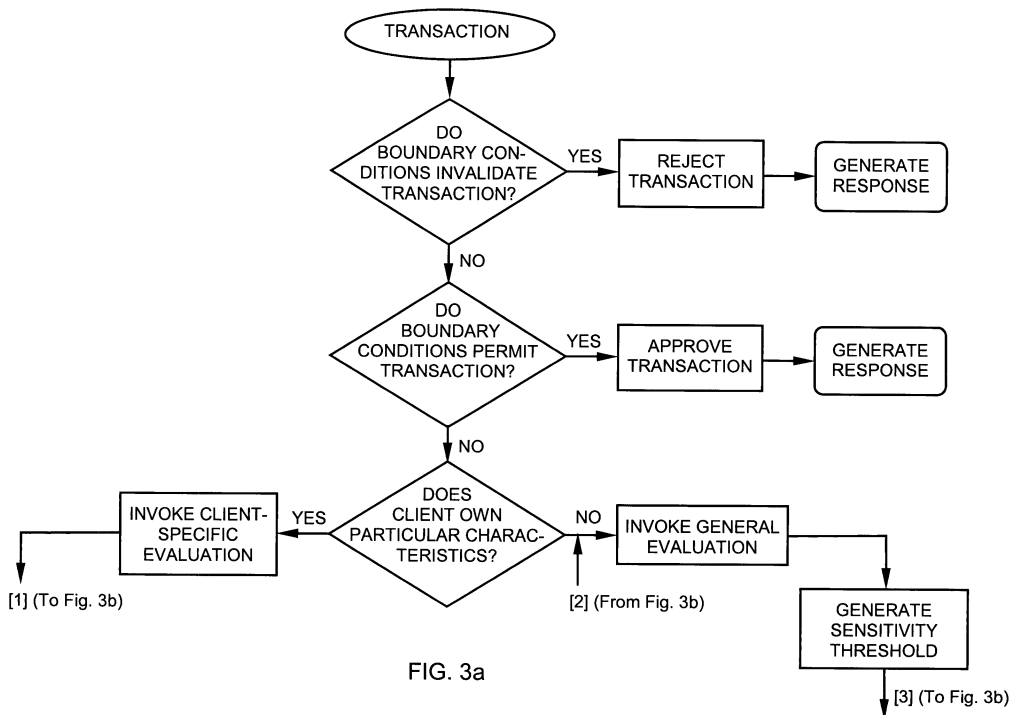 TRANSACTION
DO
BOUNDARY CON-
DITIONS INVALIDATE
TRANSACTION?
YES
REJECT
TRANSACTION
GENERATE
RESPONSE
NO
DO
BOUNDARY
CONDITIONS PERMIT
TRANSACTION?
YES
APPROVE
TRANSACTION
GENERATE
RESPONSE
NO
DOES
CLIENT OWN
PARTICULAR CHARAC-
TERISTICS?
YES
INVOKE CLIENT-
SPECIFIC
EVALUATION
[1] (To Fig. 3b)
NO
INVOKE GENERAL
EVALUATION
[2] (From Fig. 3b)
GENERATE
SENSITIVITY
THRESHOLD
[3] (To Fig. 3b)
FIG. 3a